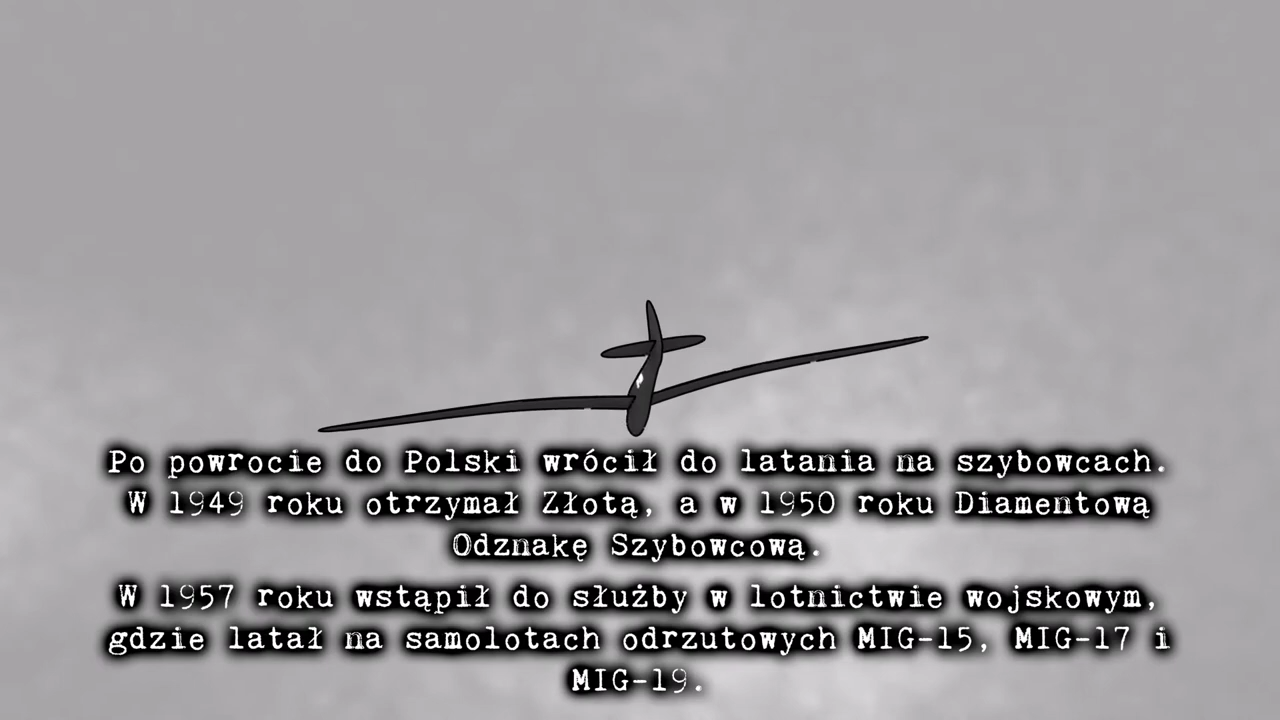 Po powrocie do Polski wrócił do latania na szybowcach.
W 1949 roku otrzymał Złotą, a w 1950 roku Diamentową
Odznakę Szybowcową.
W 1957 roku wstąpił do służby w lotnictwie wojskowym,
gdzie latał na samolotach odrzutowych MIG-15, MIG-17 i
MIG-19.